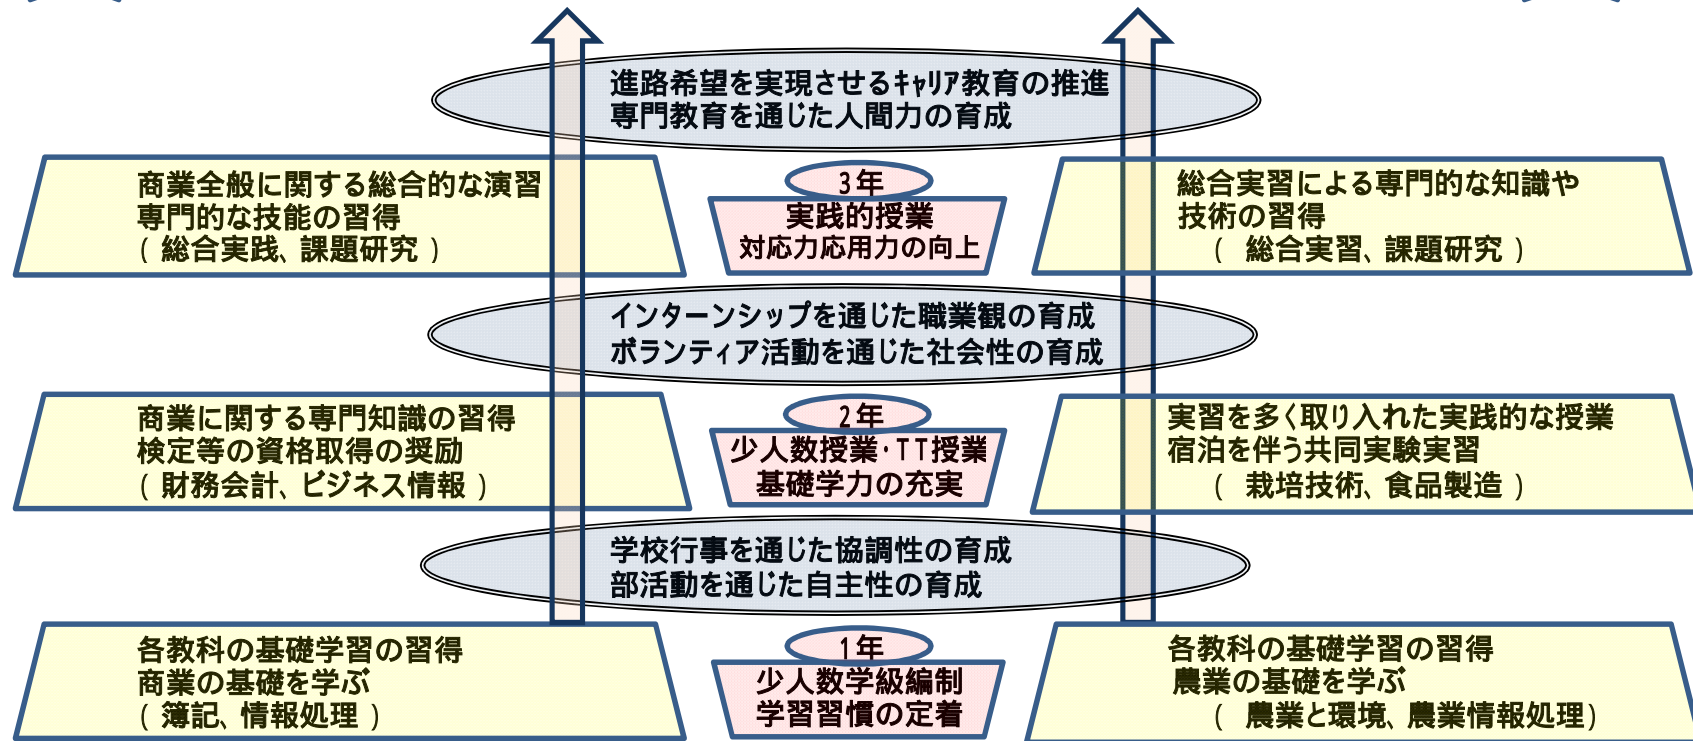 進路希望を実現させるｷｬﾘｱ教育の推進
専門教育を通じた人間力の育成
商業全般に関する総合的な演習
専門的な技能の習得
( 総合実践、課題研究 )
3年
実践的授業
対応力応用力の向上
総合実習による専門的な知識や
技術の習得
( 総合実習、課題研究 )
インターンシップを通じた職業観の育成
ボランティア活動を通じた社会性の育成
商業に関する専門知識の習得
検定等の資格取得の奨励
( 財務会計、ビジネス情報 )
2年
少人数授業･TT授業
基礎学力の充実
実習を多く取り入れた実践的な授業
宿泊を伴う共同実験実習
( 栽培技術、食品製造 )
学校行事を通じた協調性の育成
部活動を通じた自主性の育成
各教科の基礎学習の習得
商業の基礎を学ぶ
( 簿記、情報処理 )
1年
少人数学級編制
学習習慣の定着
各教科の基礎学習の習得
農業の基礎を学ぶ
( 農業と環境、農業情報処理)